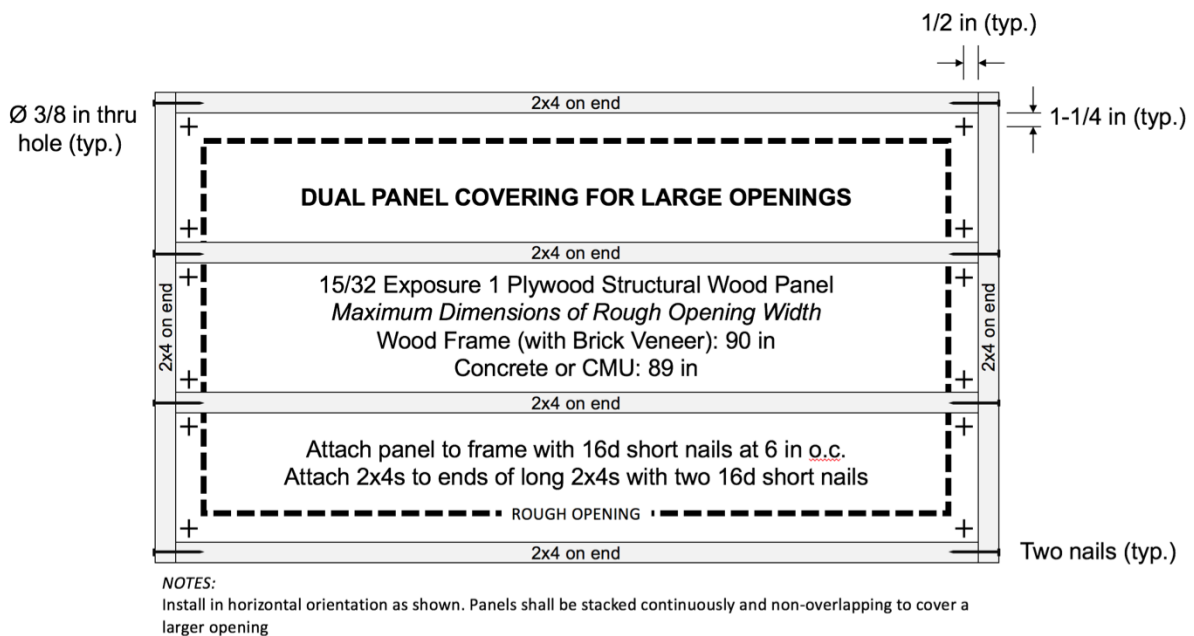 1/2 in (typ.)
2x4 on end
Ø 3/8 in thru
hole (typ.)
1-1/4 in (typ.)
DUAL PANEL COVERING FOR LARGE OPENINGS
2x4 on end
15/32 Exposure 1 Plywood Structural Wood Panel
Maximum Dimensions of Rough Opening Width
Wood Frame (with Brick Veneer): 90 in
Concrete or CMU: 89 in
2x4 on end
2x4 on end
2x4 on end
Attach panel to frame with 16d short nails at 6 in o.c.
Attach 2x4s to ends of long 2x4s with two 16d short nails
ROUGH OPENING
2x4 on end
Two nails (typ.)
NOTES:
Install in horizontal orientation as shown. Panels shall be stacked continuously and non-overlapping to cover a
larger opening